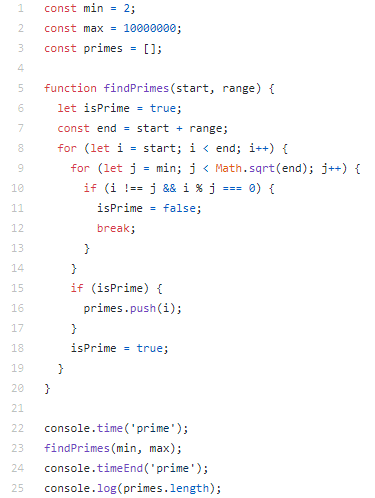 1 const min = 2;
2 const max = 10000000;
3 const primes = [];
4
5 function findPrimes(start, range) {
6   let isPrime = true;
7   const end = start + range;
8   for (let i = start; i < end; i++) {
9     for (let j = min; j < Math.sqrt(end); j++) {
10       if (i !== j && i % j === 0) {
11         isPrime = false;
12         break;
13       }
14     }
15     if (isPrime) {
16       primes.push(i);
17     }
18     isPrime = true;
19   }
20 }
21
22 console.time('prime');
23 findPrimes(min, max);
24 console.timeEnd('prime');
25 console.log(primes.length);